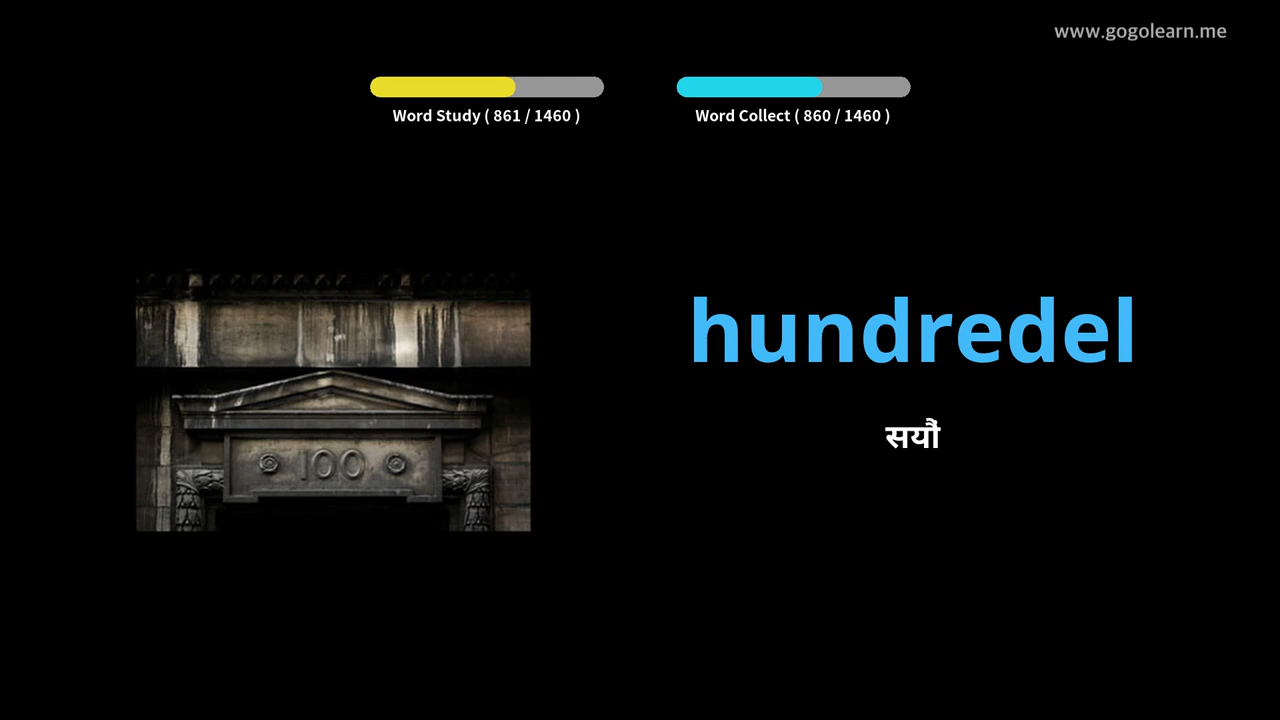 www.gogolearn.me
Word Study ( 861 / 1460 )
Word Collect ( 860 / 1460 )
hundredel
सयौं
100